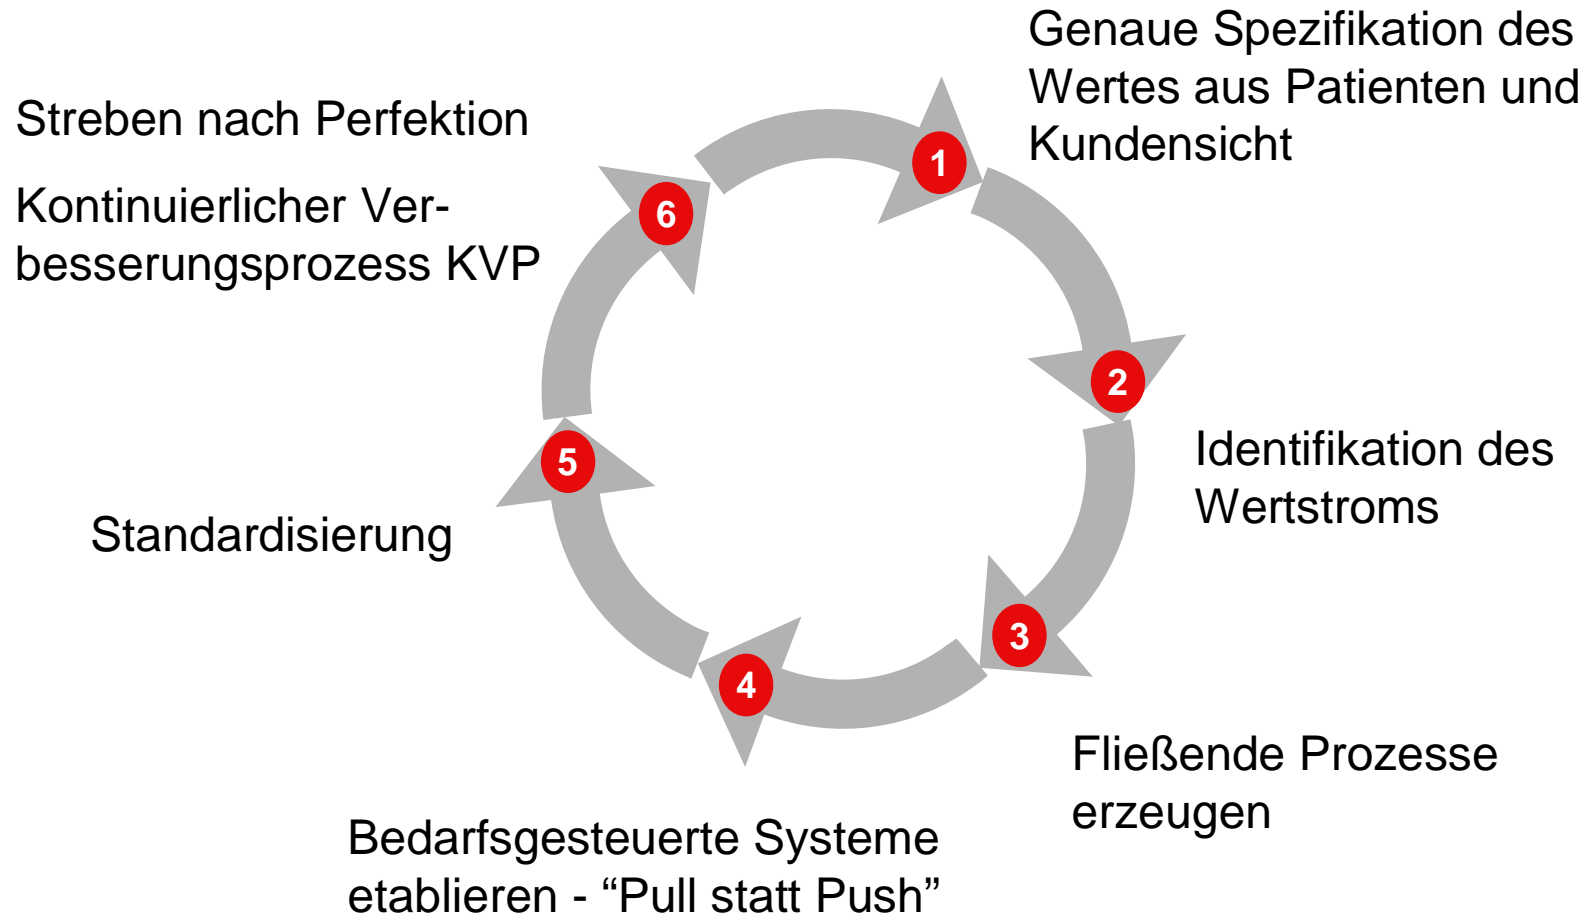 1
Genaue Spezifikation des
Wertes aus Patienten und
Kundensicht
2
Identifikation des
Wertstroms
3
Fließende Prozesse
erzeugen
4
Bedarfsgesteuerte Systeme
etablieren - “Pull statt Push”
5
Standardisierung
6
Streben nach Perfektion
Kontinuierlicher Ver-
besserungsprozess KVP